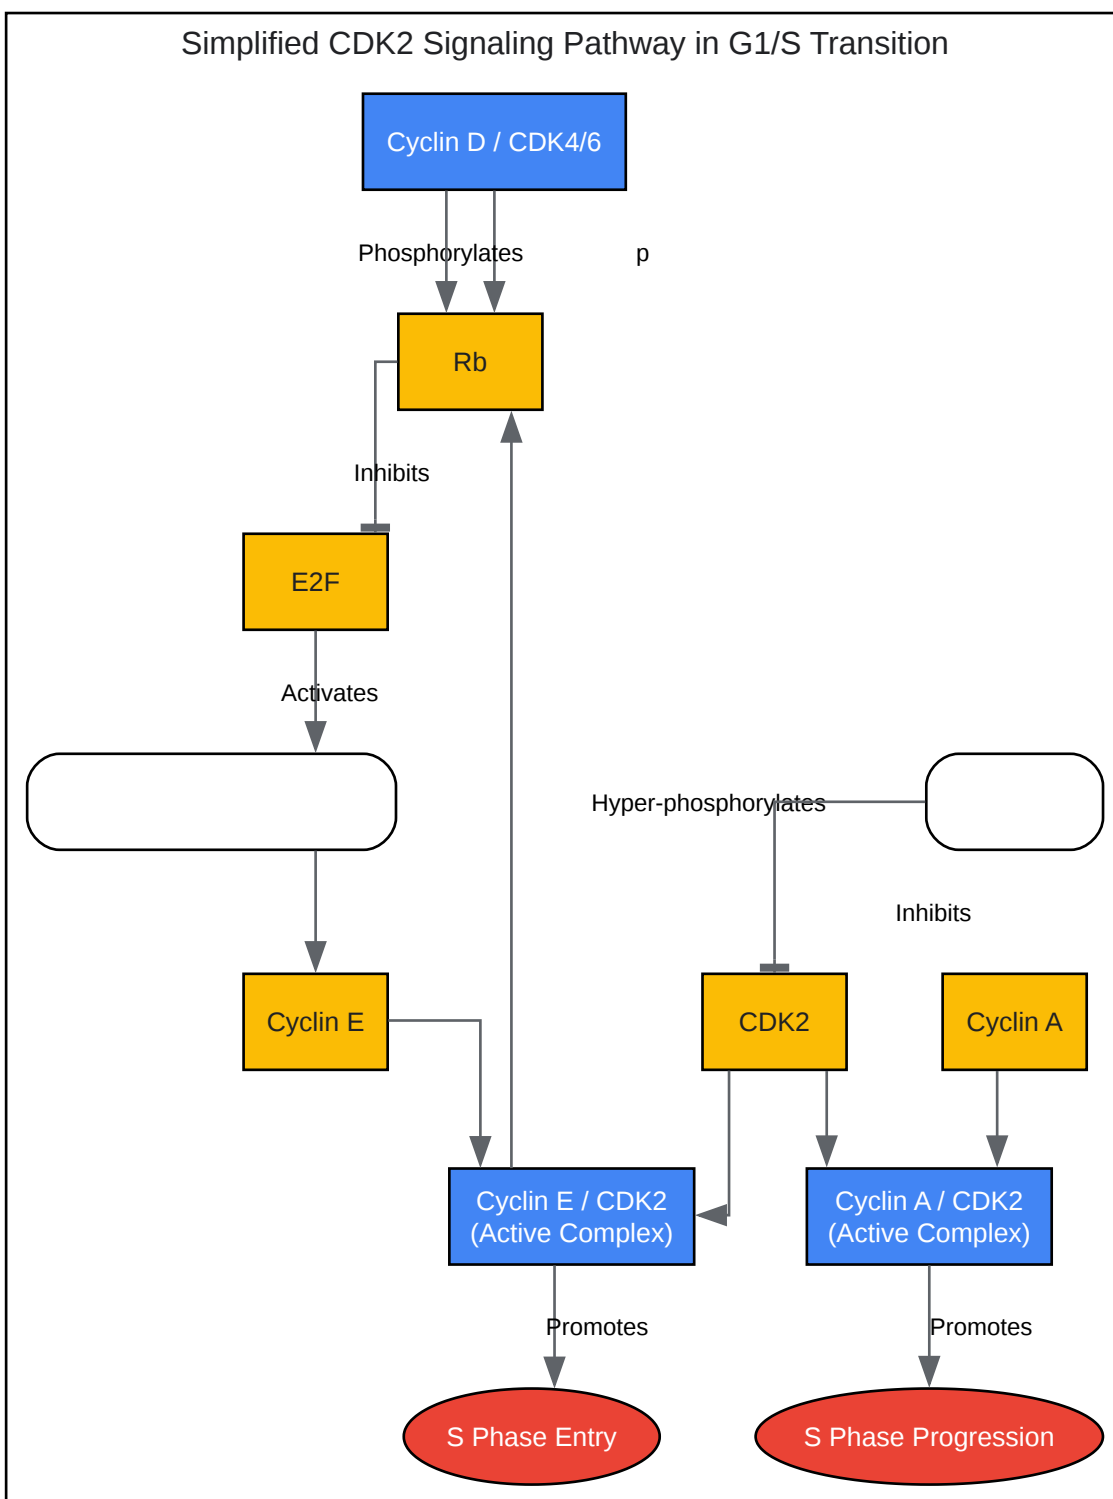 Simplified CDK2 Signaling Pathway in G1/S Transition
Cyclin D / CDK4/6
Phosphorylates
p
Rb
Inhibits
E2F
Activates
Hyper-phosphorylates
Inhibits
Cyclin E
CDK2
Cyclin A
Cyclin E / CDK2
(Active Complex)
Cyclin A / CDK2
(Active Complex)
Promotes
Promotes
S Phase Entry
S Phase Progression